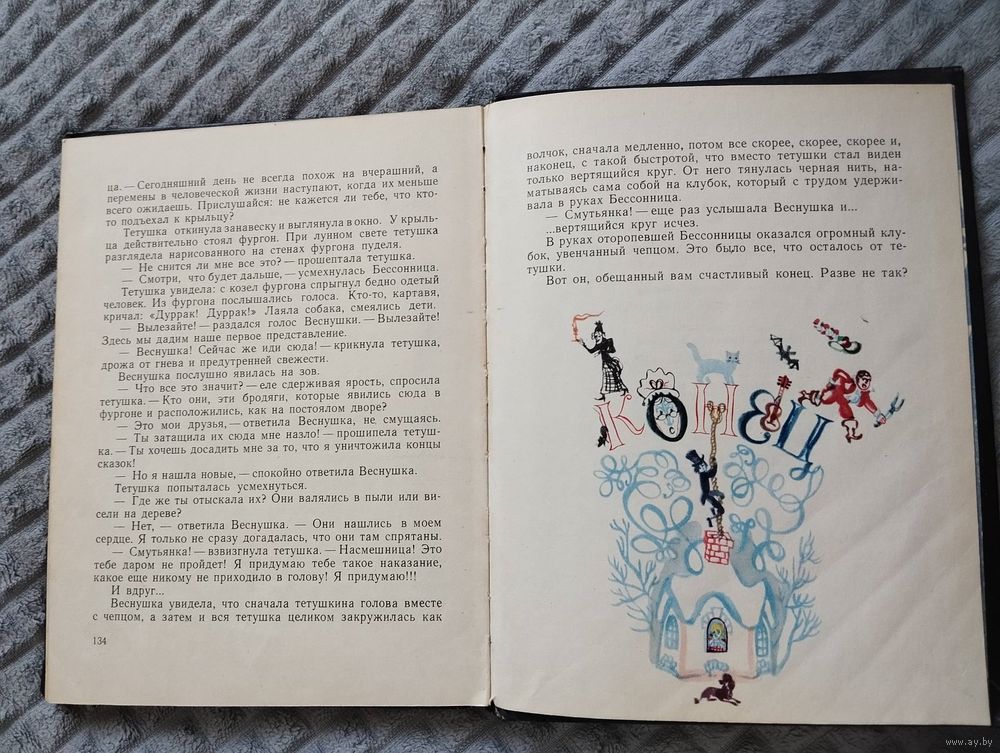 ца. — Сегодняшний день не всегда похож на вчерашний, а
перемены в человеческой жизни наступают, когда их меньше
всего ожидаешь. Прислушайся: не кажется ли тебе, что кто-
то подъехал к крыльцу?
Тетушка откинула занавеску и выглянула в окно. У крыль-
ца действительно стоял фургон. При лунном свете тетушка
разглядела нарисованного на стенах фургона пуделя.
— Не снится ли мне все это? — прошептала тетушка.
— Смотри, что будет дальше, — усмехнулась Бессонница.
Тетушка увидела: с козел фургона спрыгнул бедно одетый
человек. Из фургона послышались голоса. Кто-то, картавя,
кричал: «Дуррак! Дуррак!» Лаяла собака, смеялись дети.
— Вылезайте! — раздался голос Веснушки. — Вылезайте!
Здесь мы дадим наше первое представление.
— Веснушка! Сейчас же иди сюда! — крикнула тетушка,
дрожа от гнева и предутренней свежести.
Веснушка послушно явилась на зов.
— Что все это значит? — еле сдерживая ярость, спросила
тетушка. — Кто они, эти бродяги, которые явились сюда в
фургоне и расположились, как на постоялом дворе?
— Это мои друзья, — ответила Веснушка, не смущаясь.
— Ты затащила их сюда мне назло! — прошипела тетуш-
ка. — Ты хочешь досадить мне за то, что я уничтожила концы
сказок!
— Но я нашла новые, — спокойно ответила Веснушка.
Тетушка попыталась усмехнуться.
— Где же ты отыскала их? Они валялись в пыли или ви-
сели на дереве?
— Нет, — ответила Веснушка. — Они нашлись в моем
сердце. Я только не сразу догадалась, что они там спрятаны.
— Смутьянка! — взвизгнула тетушка. — Насмешница! Это
тебе даром не пройдет! Я придумаю тебе такое наказание,
какое еще никому не приходило в голову! Я придумаю!!!
И вдруг...
Веснушка увидела, что сначала тетушкина голова вместе
с чепцом, а затем и вся тетушка целиком закружилась как
134
волчок, сначала медленно, потом все скорее, скорее, скорее и,
наконец, с такой быстротой, что вместо тетушки стал виден
только вертящийся круг. От него тянулась черная нить, на-
матываясь сама собой на клубок, который с трудом удержи-
вала в руках Бессонница.
— Смутьянка! — еще раз услышала Веснушка и...
...вертящийся круг исчез.
В руках оторопевшей Бессонницы оказался огромный клу-
бок, увенчанный чепцом. Это было все, что осталось от те-
тушки.
Вот он, обещанный вам счастливый конец. Разве не так?
КОНЕЦ
www.ay.by